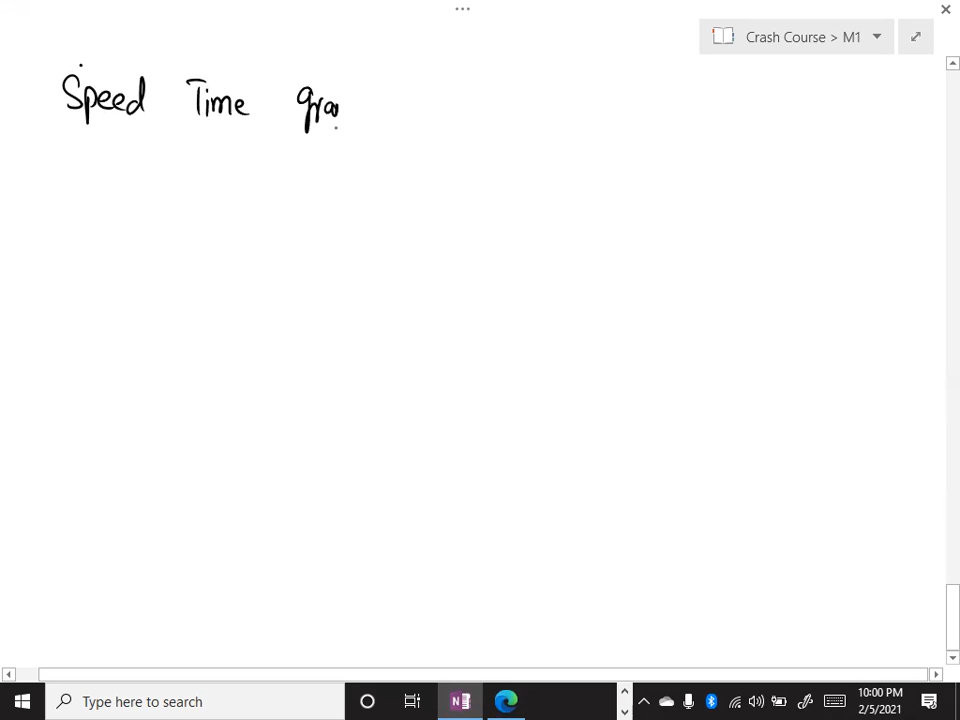 Crash Course > M1
Speed Time gra
Type here to search
N
10:00 PM
2/5/2021